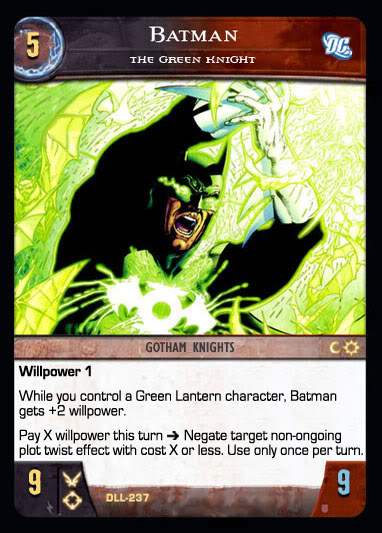 5
BATMAN
THE GREEN KNIGHT
DC
GOTHAM KNIGHTS
C
Willpower 1
While you control a Green Lantern character, Batman
gets +2 willpower.
Pay X willpower this turn ➔ Negate target non-ongoing
plot twist effect with cost X or less. Use only once per turn.
9
DLL-237
9